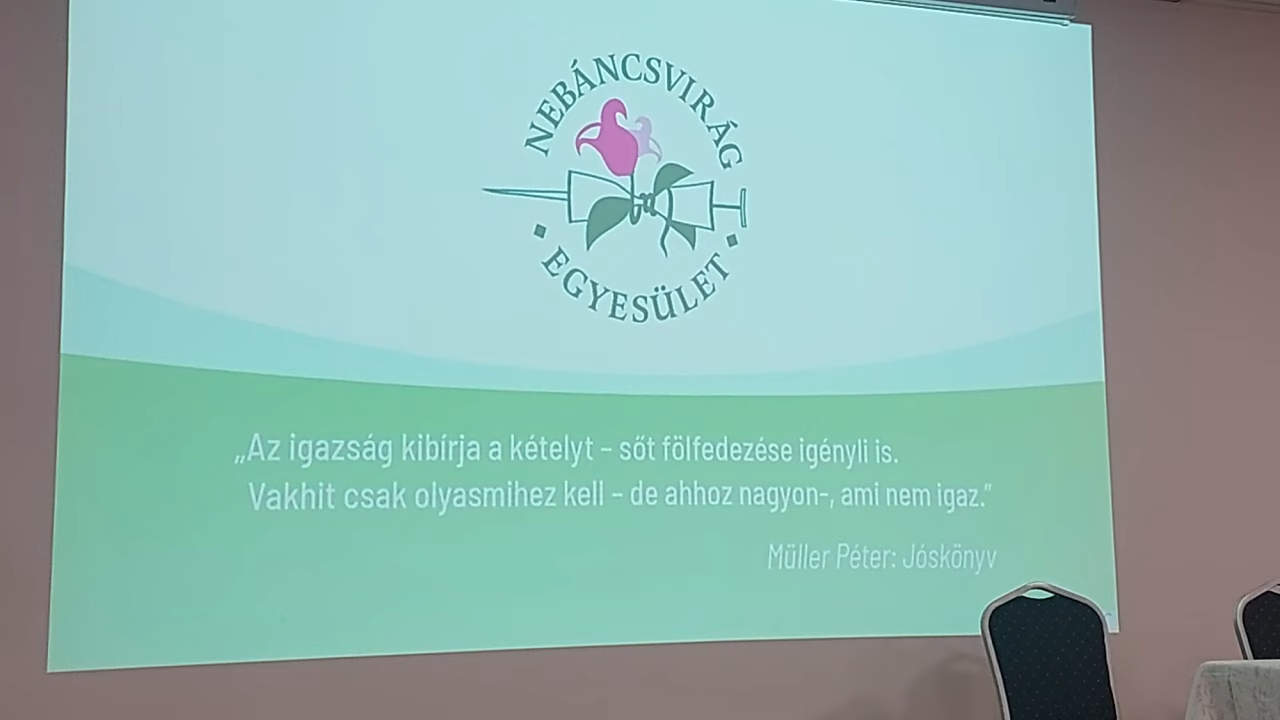 NEBÁNCSVIRÁG
EGYESÜLET
„Az igazság kibírja a kételyt – sőt fölfedezése igényli is.
Vakhit csak olyasmihez kell – de ahhoz nagyon-, ami nem igaz.”
Müller Péter: Jóskönyv